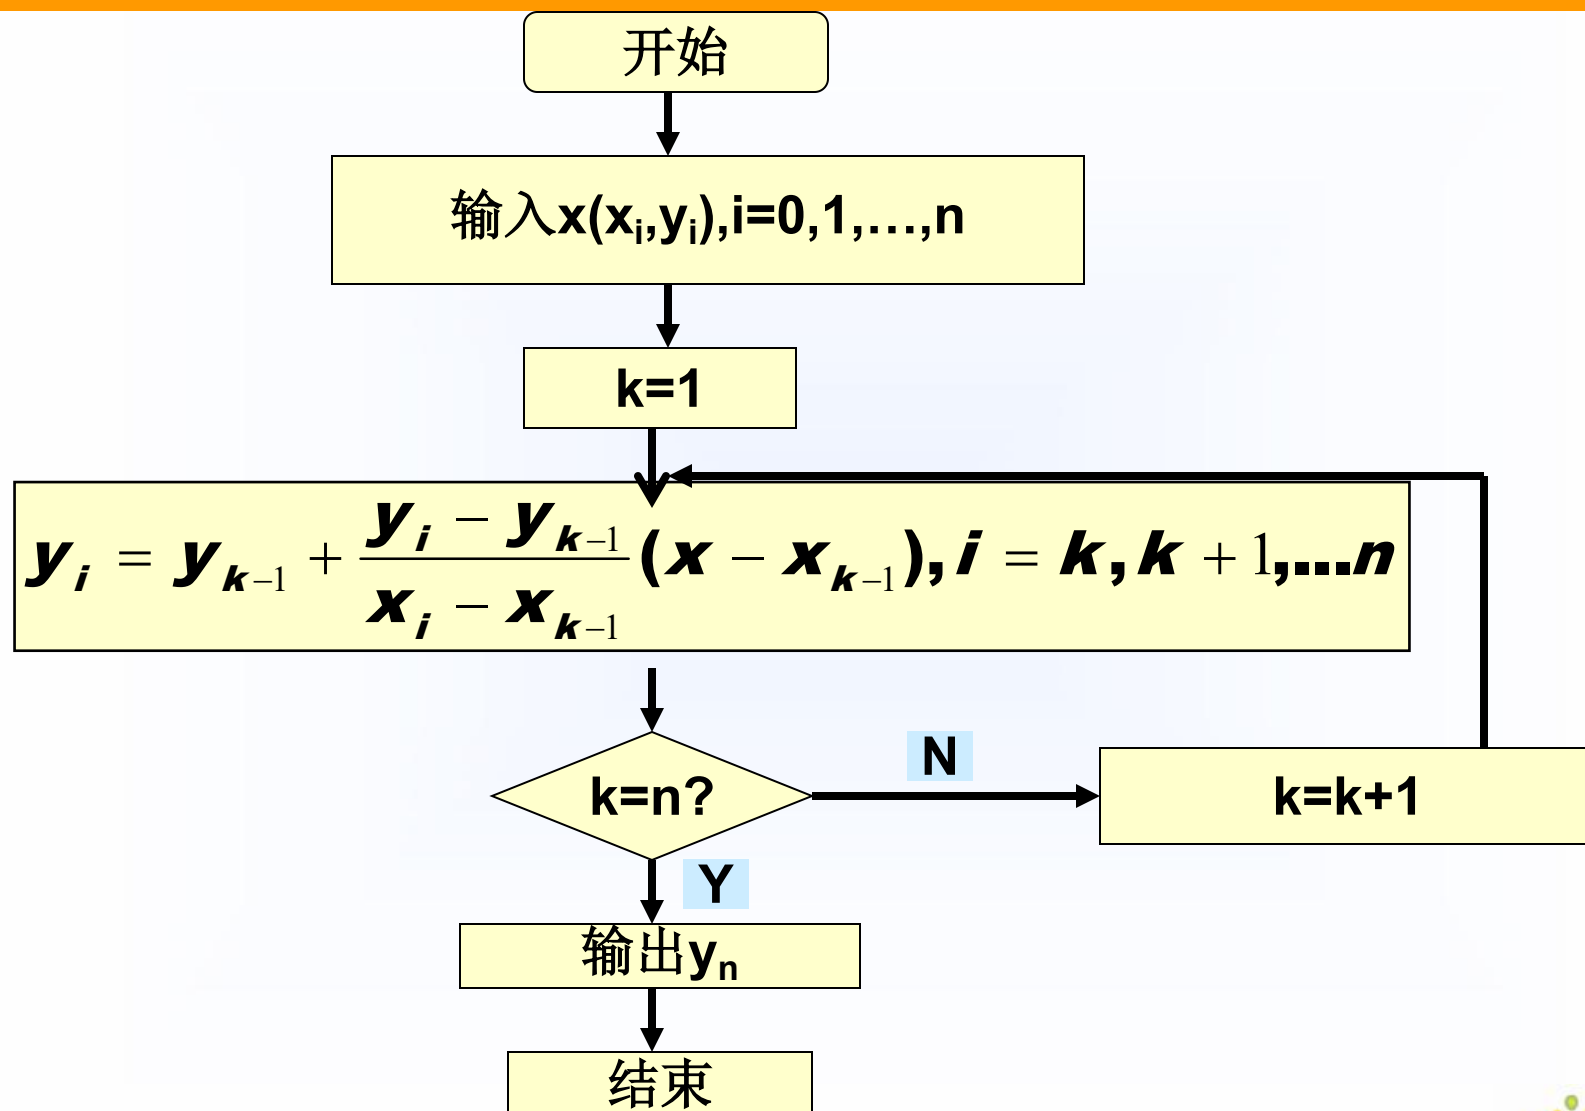 开始
输入x(xᵢ,yᵢ),i=0,1,…,n
k=1
yᵢ = yₖ₋₁ + (yᵢ − yₖ₋₁)/(xᵢ − xₖ₋₁) (x − xₖ₋₁), i = k, k + 1,...n
k=n?
N
k=k+1
Y
输出yₙ
结束